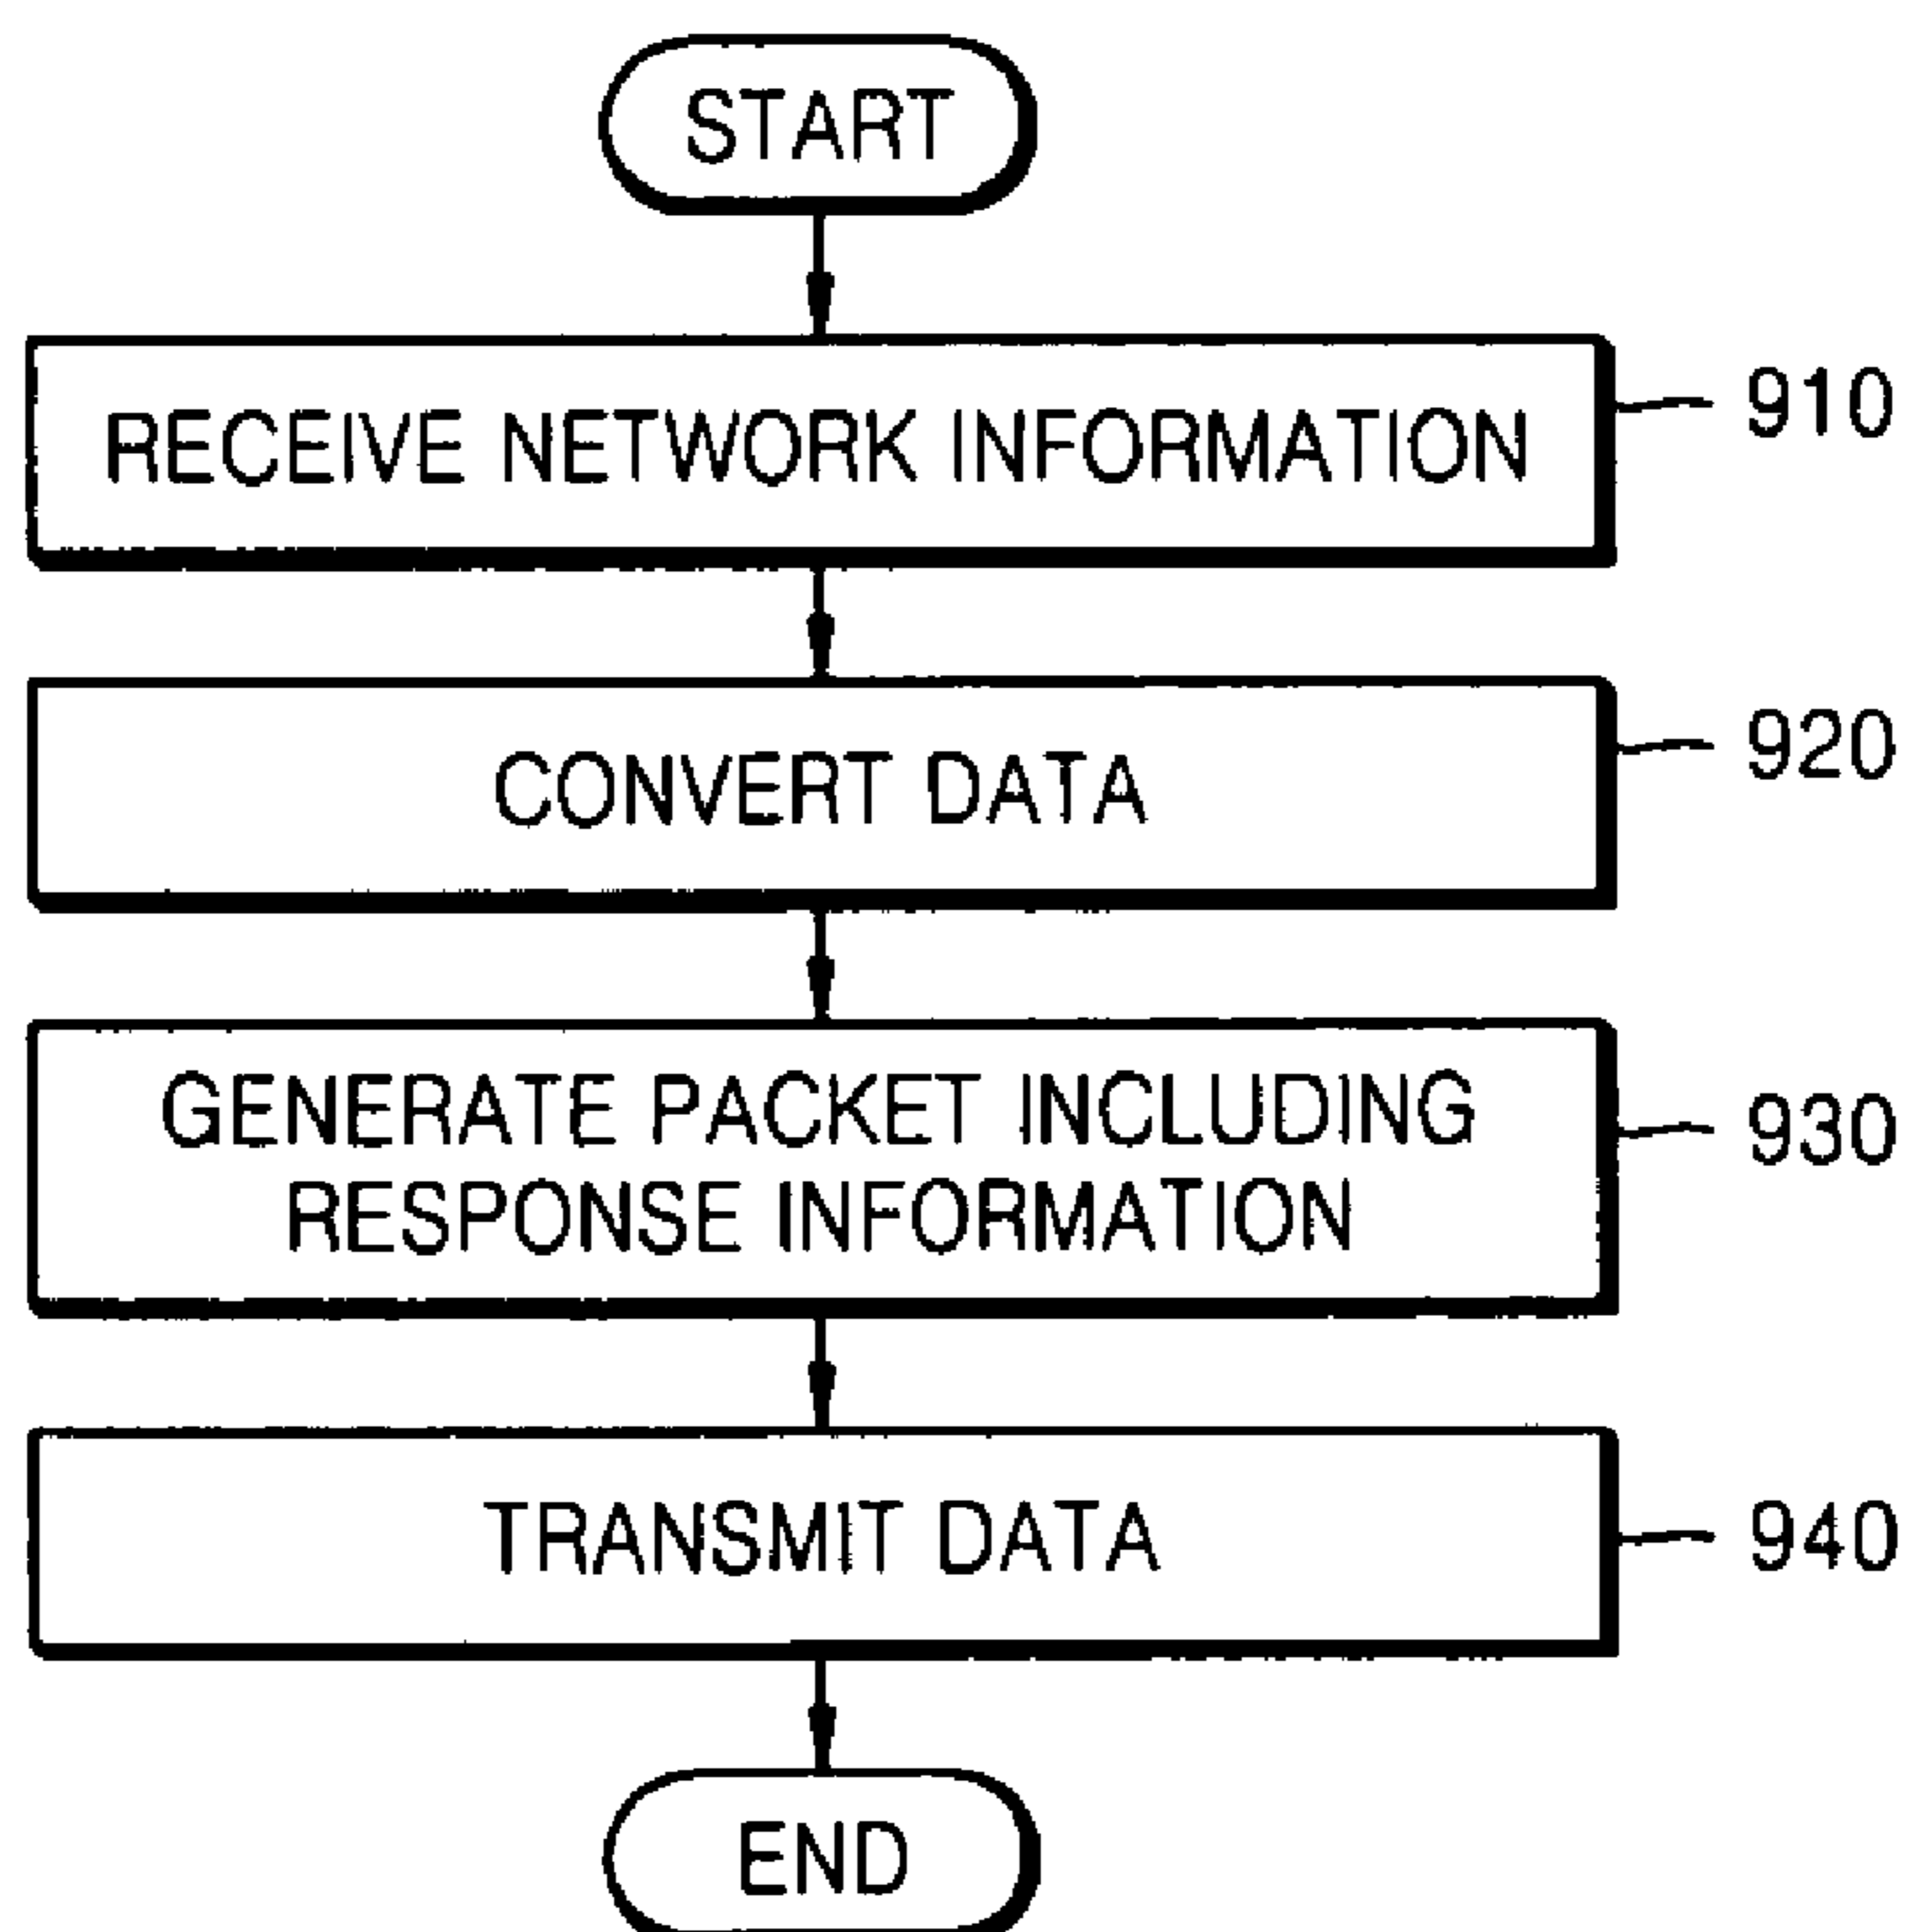 START
RECEIVE NETWORK INFORMATION
910
CONVERT DATA
920
GENERATE PACKET INCLUDING
RESPONSE INFORMATION
930
TRANSMIT DATA
940
END